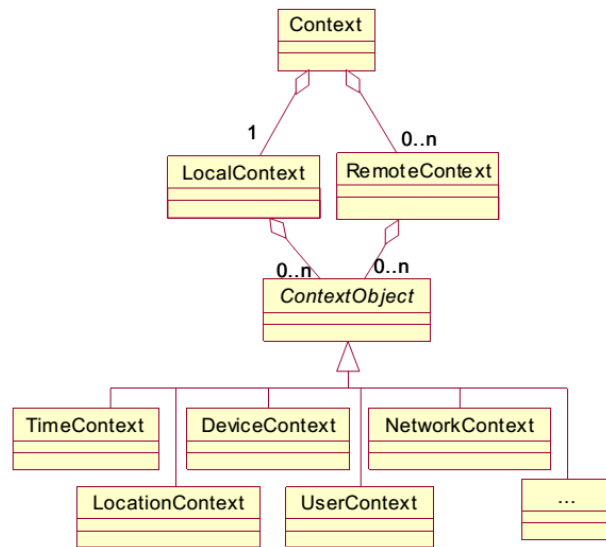 Context
1
0..n
LocalContext
RemoteContext
0..n
0..n
ContextObject
TimeContext
DeviceContext
NetworkContext
LocationContext
UserContext
...